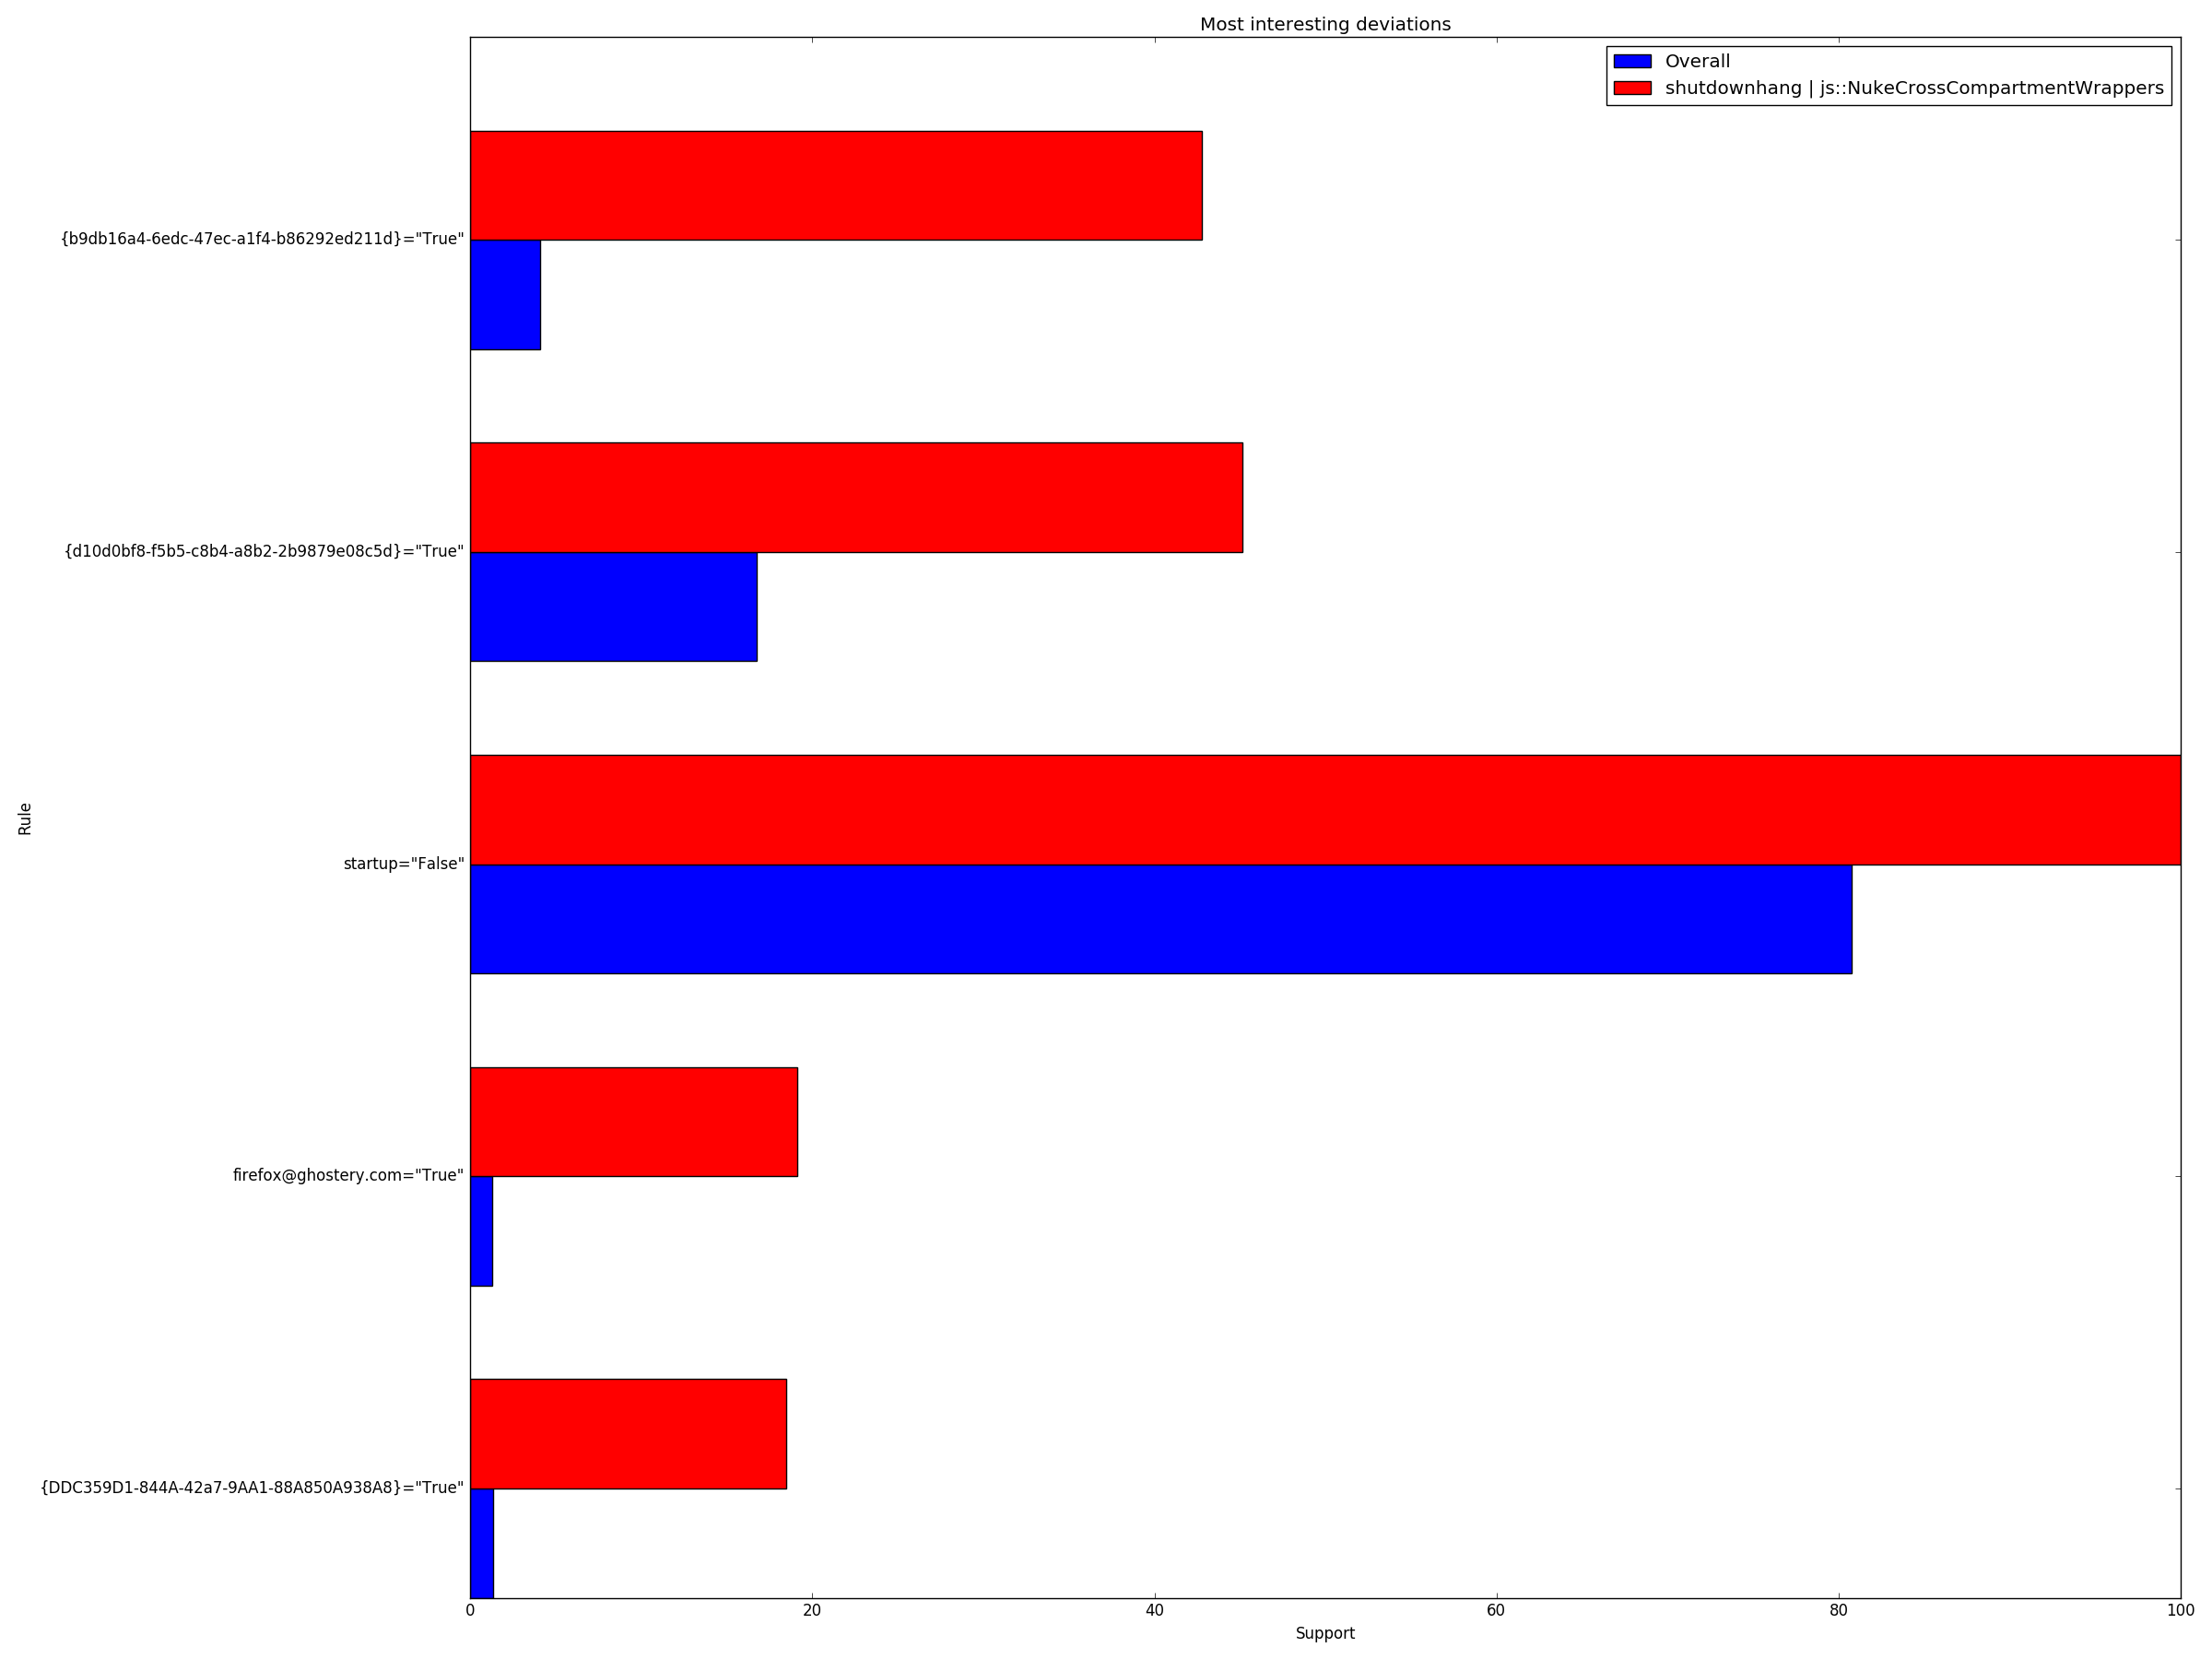 Most interesting deviations
Overall
shutdownhang | js::NukeCrossCompartmentWrappers
{b9db16a4-6edc-47ec-a1f4-b86292ed211d}="True"
{d10d0bf8-f5b5-c8b4-a8b2-2b9879e08c5d}="True"
Rule
startup="False"
firefox@ghostery.com="True"
{DDC359D1-844A-42a7-9AA1-88A850A938A8}="True"
0 20 40 60 80 100
Support